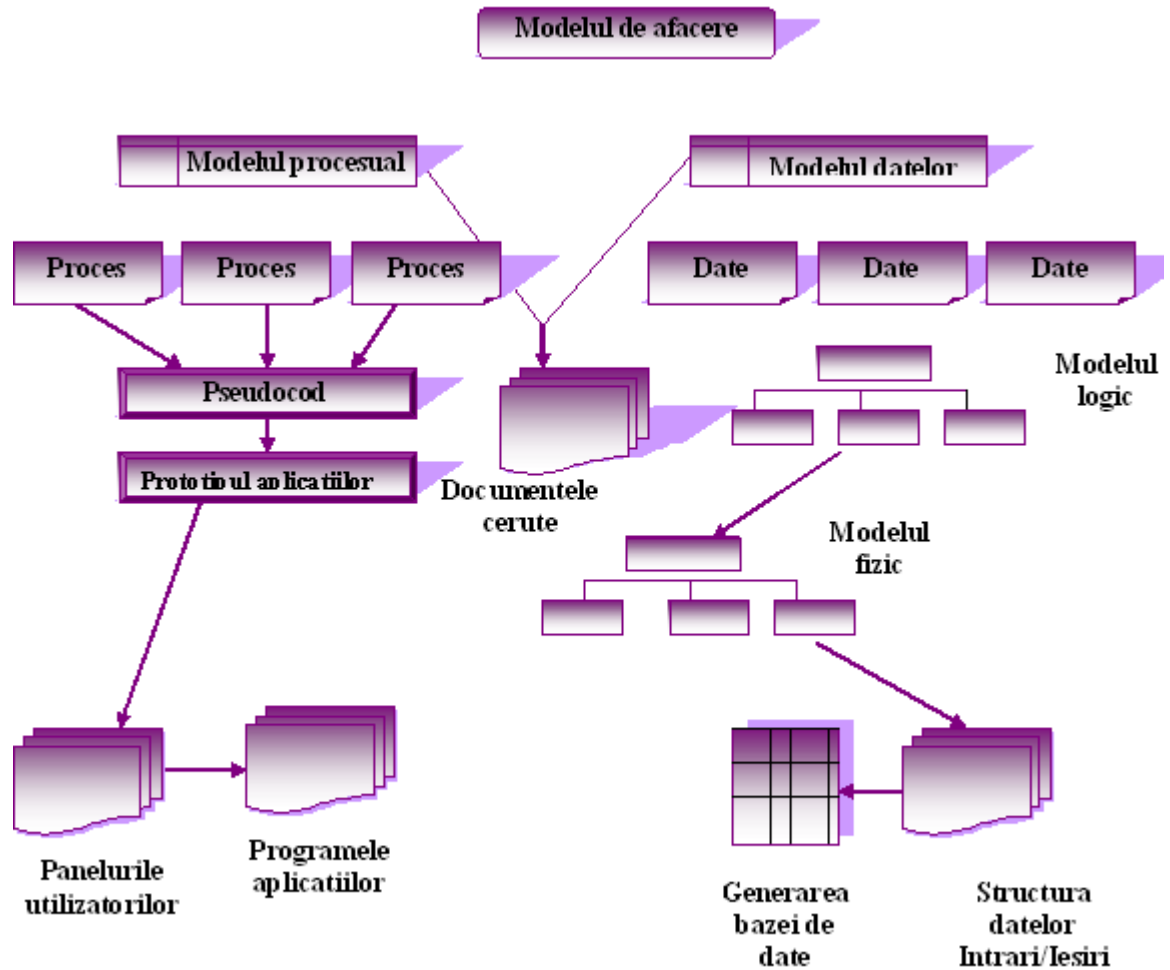 Modelul de afacere
Modelul procesual
Modelul datelor
Proces
Proces
Proces
Date
Date
Date
Pseudocod
Prototipul aplicatiilor
Documentele
cerute
Modelul
logic
Modelul
fizic
Panelurile
utilizatorilor
Programele
aplicatiilor
Generarea
bazei de
date
Structura
datelor
Intrari/Iesiri